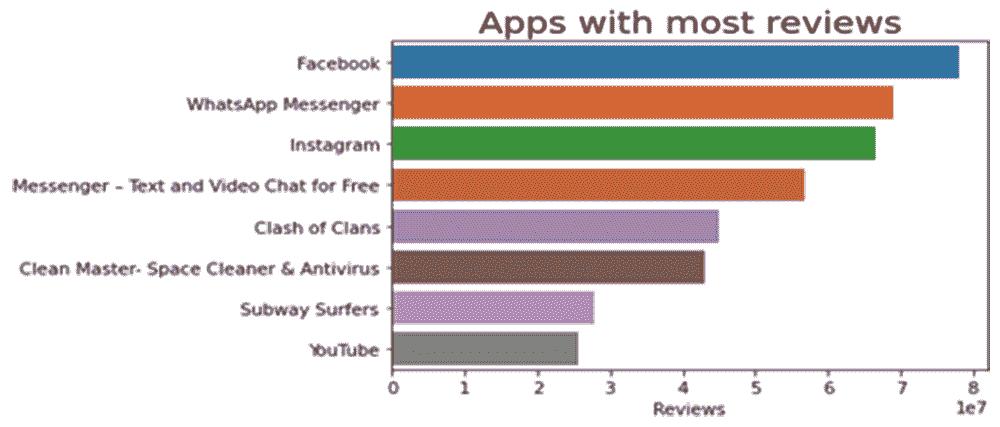 Apps with most reviews
Facebook
WhatsApp Messenger
Instagram
Messenger – Text and Video Chat for Free
Clash of Clans
Clean Master- Space Cleaner & Antivirus
Subway Surfers
YouTube
0 1 2 3 4 5 6 7 8
1e7
Reviews